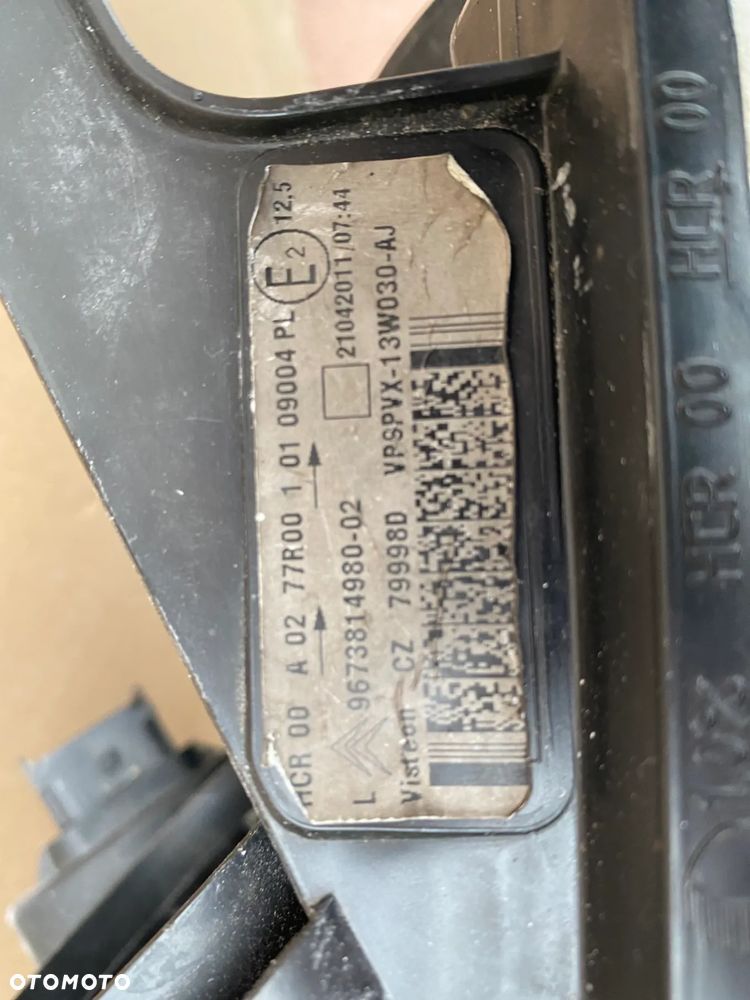 HCR 00 A 02 77R00 1 01 09004 PL E2 12,5
L 9673814980-02 21042011/07:44
Visteon CZ 79998D VPSPVX-13W030-AJ
HCR 00 HCR 00
OTOMOTO